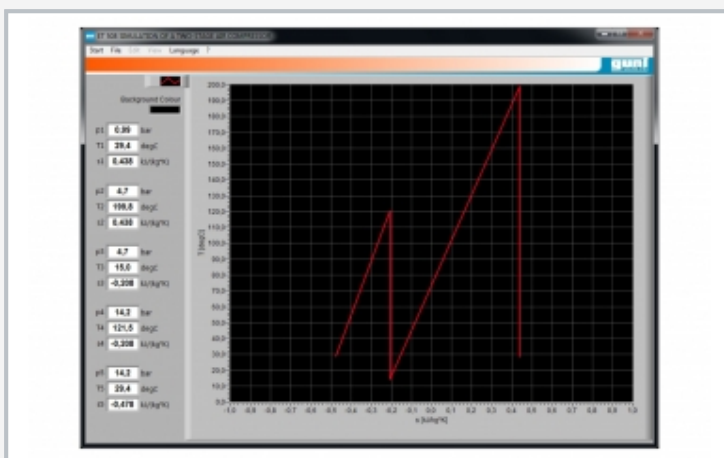 ET 508 SIMULATION OF A TWO STAGE AIR COMPRESSOR
Start File Edit View Language ?
gunt
Background Colour
p1 0,99 bar
T1 29,4 degC
s1 0,438 kJ/(kg*K)
p2 4,7 bar
T2 degC
s2 0,438 kJ/(kg*K)
p3 4,7 bar
T3 15,0 degC
s3 -0,208 kJ/(kg*K)
p4 14,2 bar
T4 121,5 degC
s4 -0,208 kJ/(kg*K)
p5 14,2 bar
T5 29,4 degC
s5 -0,478 kJ/(kg*K)
200,0
190,0
180,0
170,0
160,0
150,0
140,0
130,0
120,0
110,0
100,0
90,0
80,0
70,0
60,0
50,0
40,0
30,0
20,0
10,0
0,0
T [degC]
-1,0 -0,9 -0,8 -0,7 -0,6 -0,5 -0,4 -0,3 -0,2 -0,1 0,0 0,1 0,2 0,3 0,4 0,5 0,6 0,7 0,8 0,9 1,0
s [kJ/kg*K]